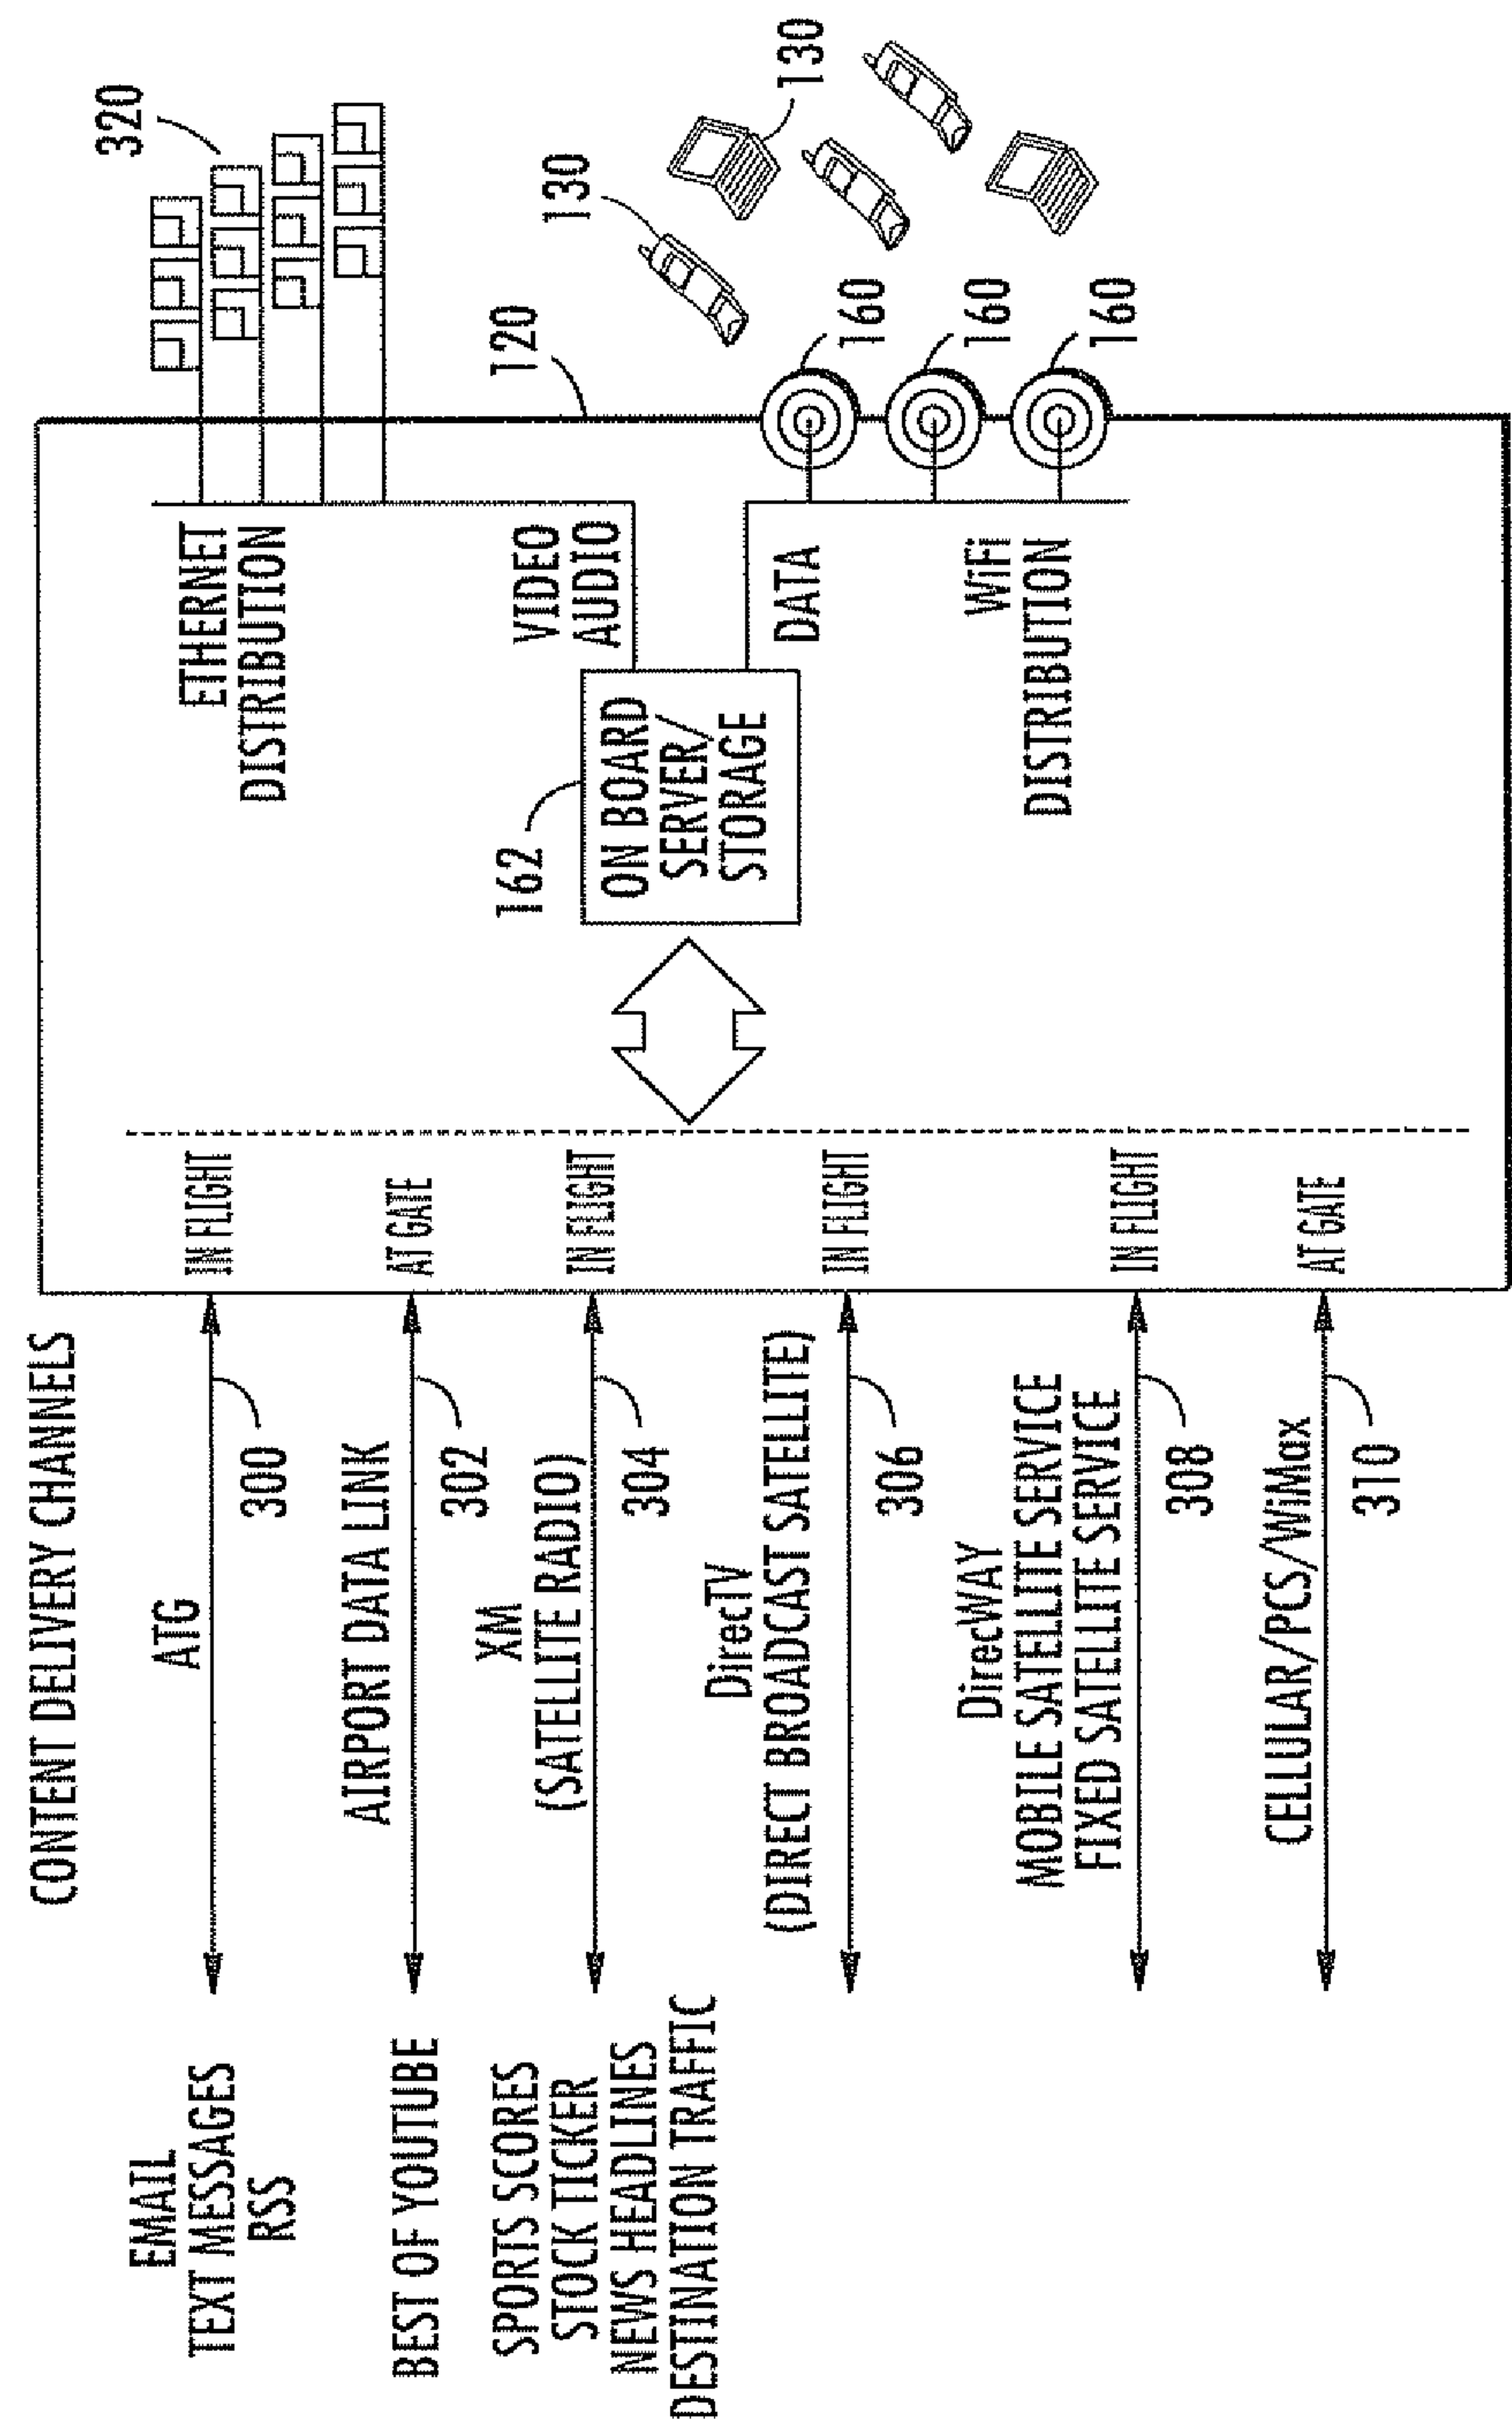 CONTENT DELIVERY CHANNELS
EMAIL
TEXT MESSAGES
RSS
ATG
300
IN FLIGHT
BEST OF YOUTUBE
AIRPORT DATA LINK
302
AT GATE
SPORTS SCORES
STOCK TICKER
NEWS HEADLINES
DESTINATION TRAFFIC
XM
(SATELLITE RADIO)
304
IN FLIGHT
DirecTV
(DIRECT BROADCAST SATELLITE)
306
IN FLIGHT
DirecWAY
MOBILE SATELLITE SERVICE
FIXED SATELLITE SERVICE
308
IN FLIGHT
CELLULAR/PCS/WiMax
310
AT GATE
162
ON BOARD
SERVER/
STORAGE
ETHERNET
DISTRIBUTION
VIDEO
AUDIO
DATA
WiFi
DISTRIBUTION
320
120
130
130
160
160
160